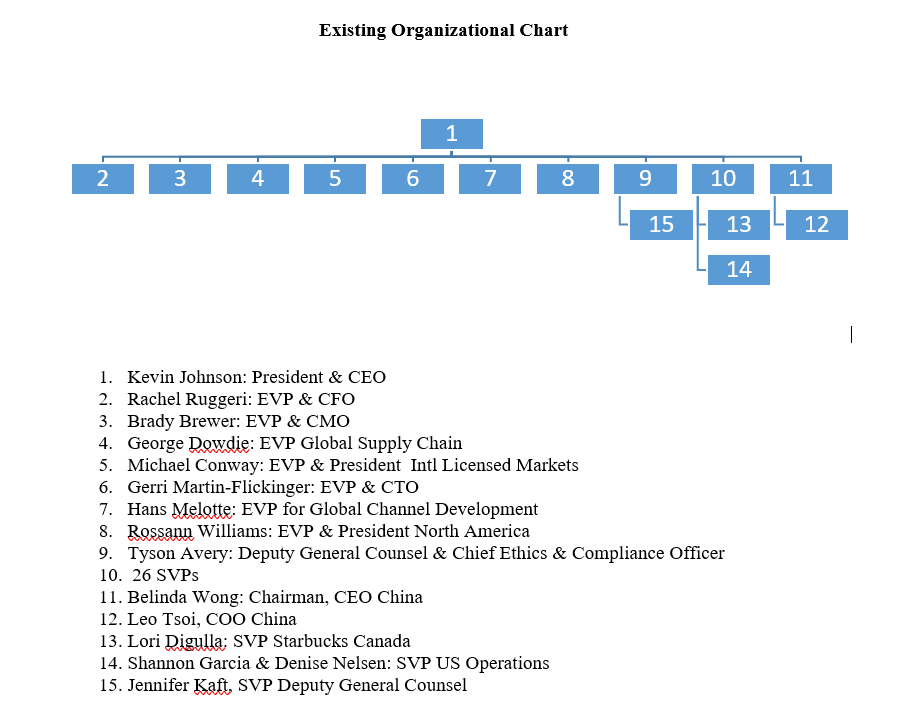 Existing Organizational Chart
1
2 3 4 5 6 7 8 9 10 11
15 13 12
14
1. Kevin Johnson: President & CEO
2. Rachel Ruggeri: EVP & CFO
3. Brady Brewer: EVP & CMO
4. George Dowdie: EVP Global Supply Chain
5. Michael Conway: EVP & President  Intl Licensed Markets
6. Gerri Martin-Flickinger: EVP & CTO
7. Hans Melotte: EVP for Global Channel Development
8. Rossann Williams: EVP & President North America
9. Tyson Avery: Deputy General Counsel & Chief Ethics & Compliance Officer
10. 26 SVPs
11. Belinda Wong: Chairman, CEO China
12. Leo Tsoi, COO China
13. Lori Digulla: SVP Starbucks Canada
14. Shannon Garcia & Denise Nelsen: SVP US Operations
15. Jennifer Kaft, SVP Deputy General Counsel